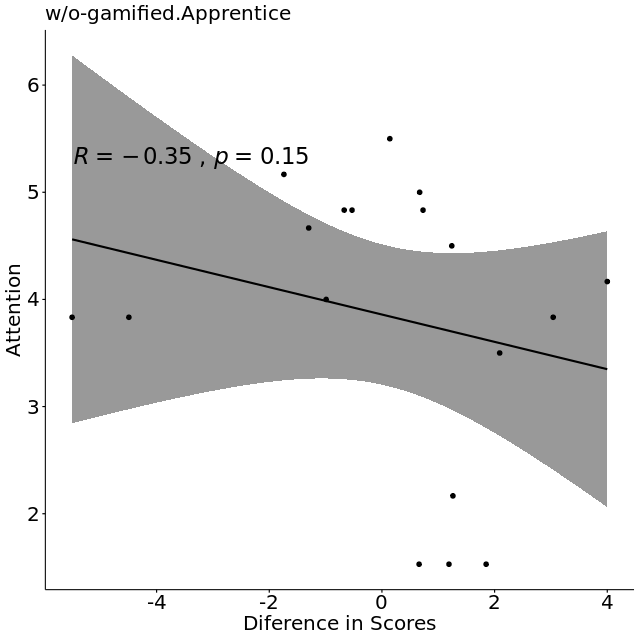 w/o-gamified.Apprentice
6
R = −0.35 , p = 0.15
5
4
Attention
3
2
-4 -2 0 2 4
Diference in Scores